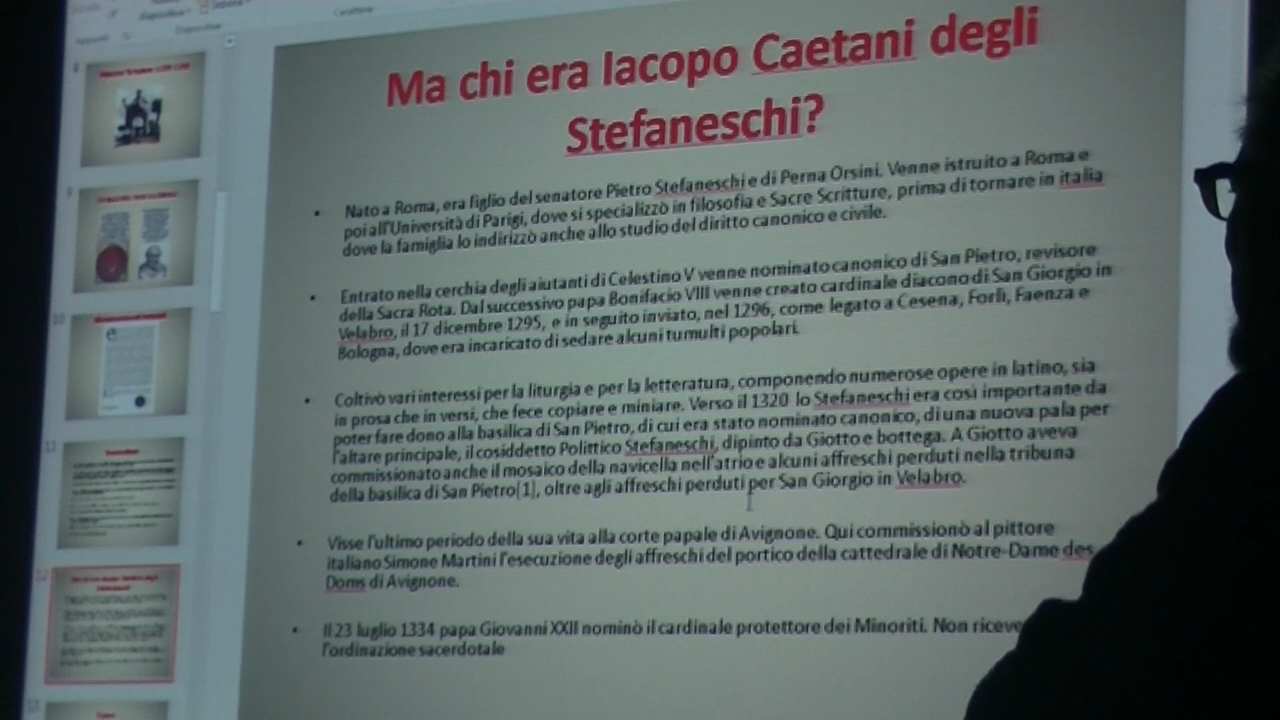 Ma chi era Iacopo Caetani degli
Stefaneschi?
• Nato a Roma, era figlio del senatore Pietro Stefaneschi e di Perna Orsini. Venne istruito a Roma e
poi all'Università di Parigi, dove si specializzò in filosofia e Sacre Scritture, prima di tornare in italia
dove la famiglia lo indirizzò anche allo studio del diritto canonico e civile.
• Entrato nella cerchia degli aiutanti di Celestino V venne nominato canonico di San Pietro, revisore
della Sacra Rota. Dal successivo papa Bonifacio VIII venne creato cardinale diacono di San Giorgio in
Velabro, il 17 dicembre 1295, e in seguito inviato, nel 1296, come legato a Cesena, Forlì, Faenza e
Bologna, dove era incaricato di sedare alcuni tumulti popolari.
• Coltivò vari interessi per la liturgia e per la letteratura, componendo numerose opere in latino, sia
in prosa che in versi, che fece copiare e miniare. Verso il 1320 lo Stefaneschi era così importante da
poter fare dono alla basilica di San Pietro, di cui era stato nominato canonico, di una nuova pala per
l'altare principale, il cosiddetto Polittico Stefaneschi, dipinto da Giotto e bottega. A Giotto aveva
commissionato anche il mosaico della navicella nell'atrio e alcuni affreschi perduti nella tribuna
della basilica di San Pietro[1], oltre agli affreschi perduti per San Giorgio in Velabro.
• Visse l'ultimo periodo della sua vita alla corte papale di Avignone. Qui commissionò al pittore
italiano Simone Martini l'esecuzione degli affreschi del portico della cattedrale di Notre-Dame des
Doms di Avignone.
• Il 23 luglio 1334 papa Giovanni XXII nominò il cardinale protettore dei Minoriti. Non riceve
l'ordinazione sacerdotale